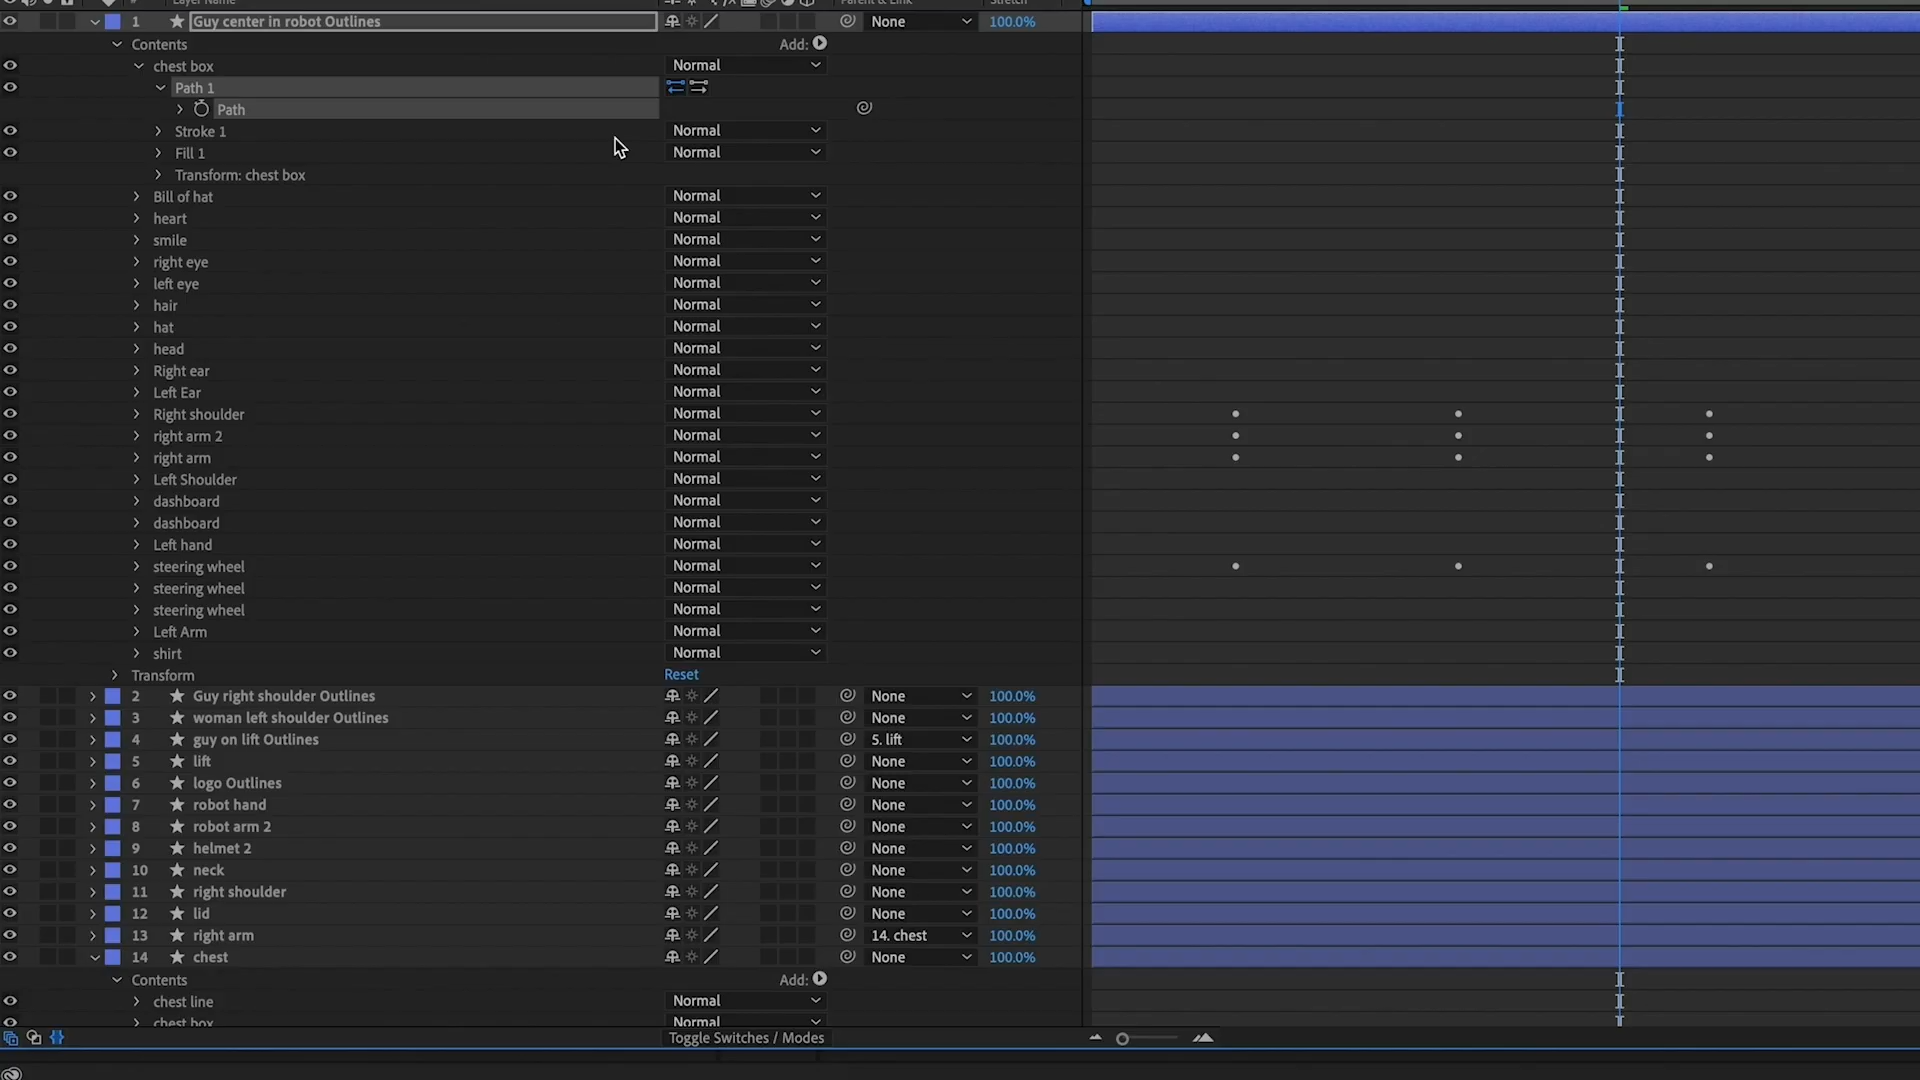 Layer Name Parent & Link Stretch
1 Guy center in robot Outlines None 100.0%
Contents Add:
chest box Normal
Path 1
Path
Stroke 1 Normal
Fill 1 Normal
Transform: chest box
Bill of hat Normal
heart Normal
smile Normal
right eye Normal
left eye Normal
hair Normal
hat Normal
head Normal
Right ear Normal
Left Ear Normal
Right shoulder Normal
right arm 2 Normal
right arm Normal
Left Shoulder Normal
dashboard Normal
dashboard Normal
Left hand Normal
steering wheel Normal
steering wheel Normal
steering wheel Normal
Left Arm Normal
shirt Normal
Transform Reset
2 Guy right shoulder Outlines None 100.0%
3 woman left shoulder Outlines None 100.0%
4 guy on lift Outlines 5. lift 100.0%
5 lift None 100.0%
6 logo Outlines None 100.0%
7 robot hand None 100.0%
8 robot arm 2 None 100.0%
9 helmet 2 None 100.0%
10 neck None 100.0%
11 right shoulder None 100.0%
12 lid None 100.0%
13 right arm 14. chest 100.0%
14 chest None 100.0%
Contents Add:
chest line Normal
chest box Normal
Toggle Switches / Modes